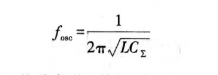 f_osc = 1 / (2π√(LC_Σ))